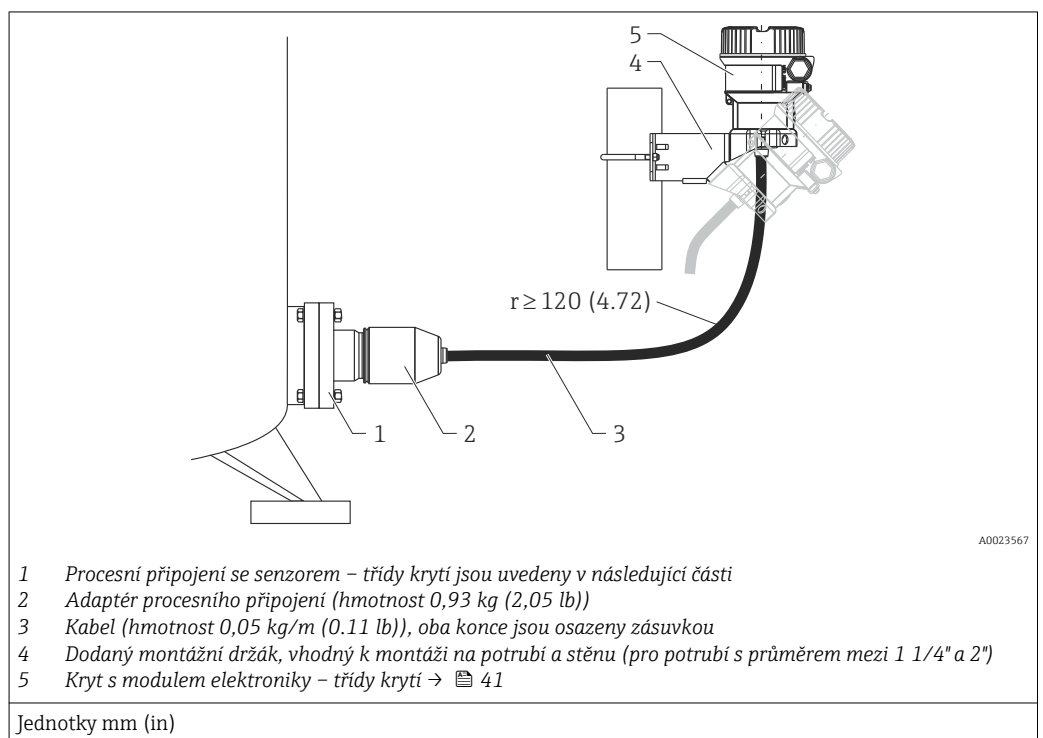 5
4
r ≥ 120 (4.72)
1
2
3
A0023567
1 Procesní připojení se senzorem – třídy krytí jsou uvedeny v následující části
2 Adaptér procesního připojení (hmotnost 0,93 kg (2,05 lb))
3 Kabel (hmotnost 0,05 kg/m (0.11 lb)), oba konce jsou osazeny zásuvkou
4 Dodaný montážní držák, vhodný k montáži na potrubí a stěnu (pro potrubí s průměrem mezi 1 1/4" a 2")
5 Kryt s modulem elektroniky – třídy krytí → 41
Jednotky mm (in)